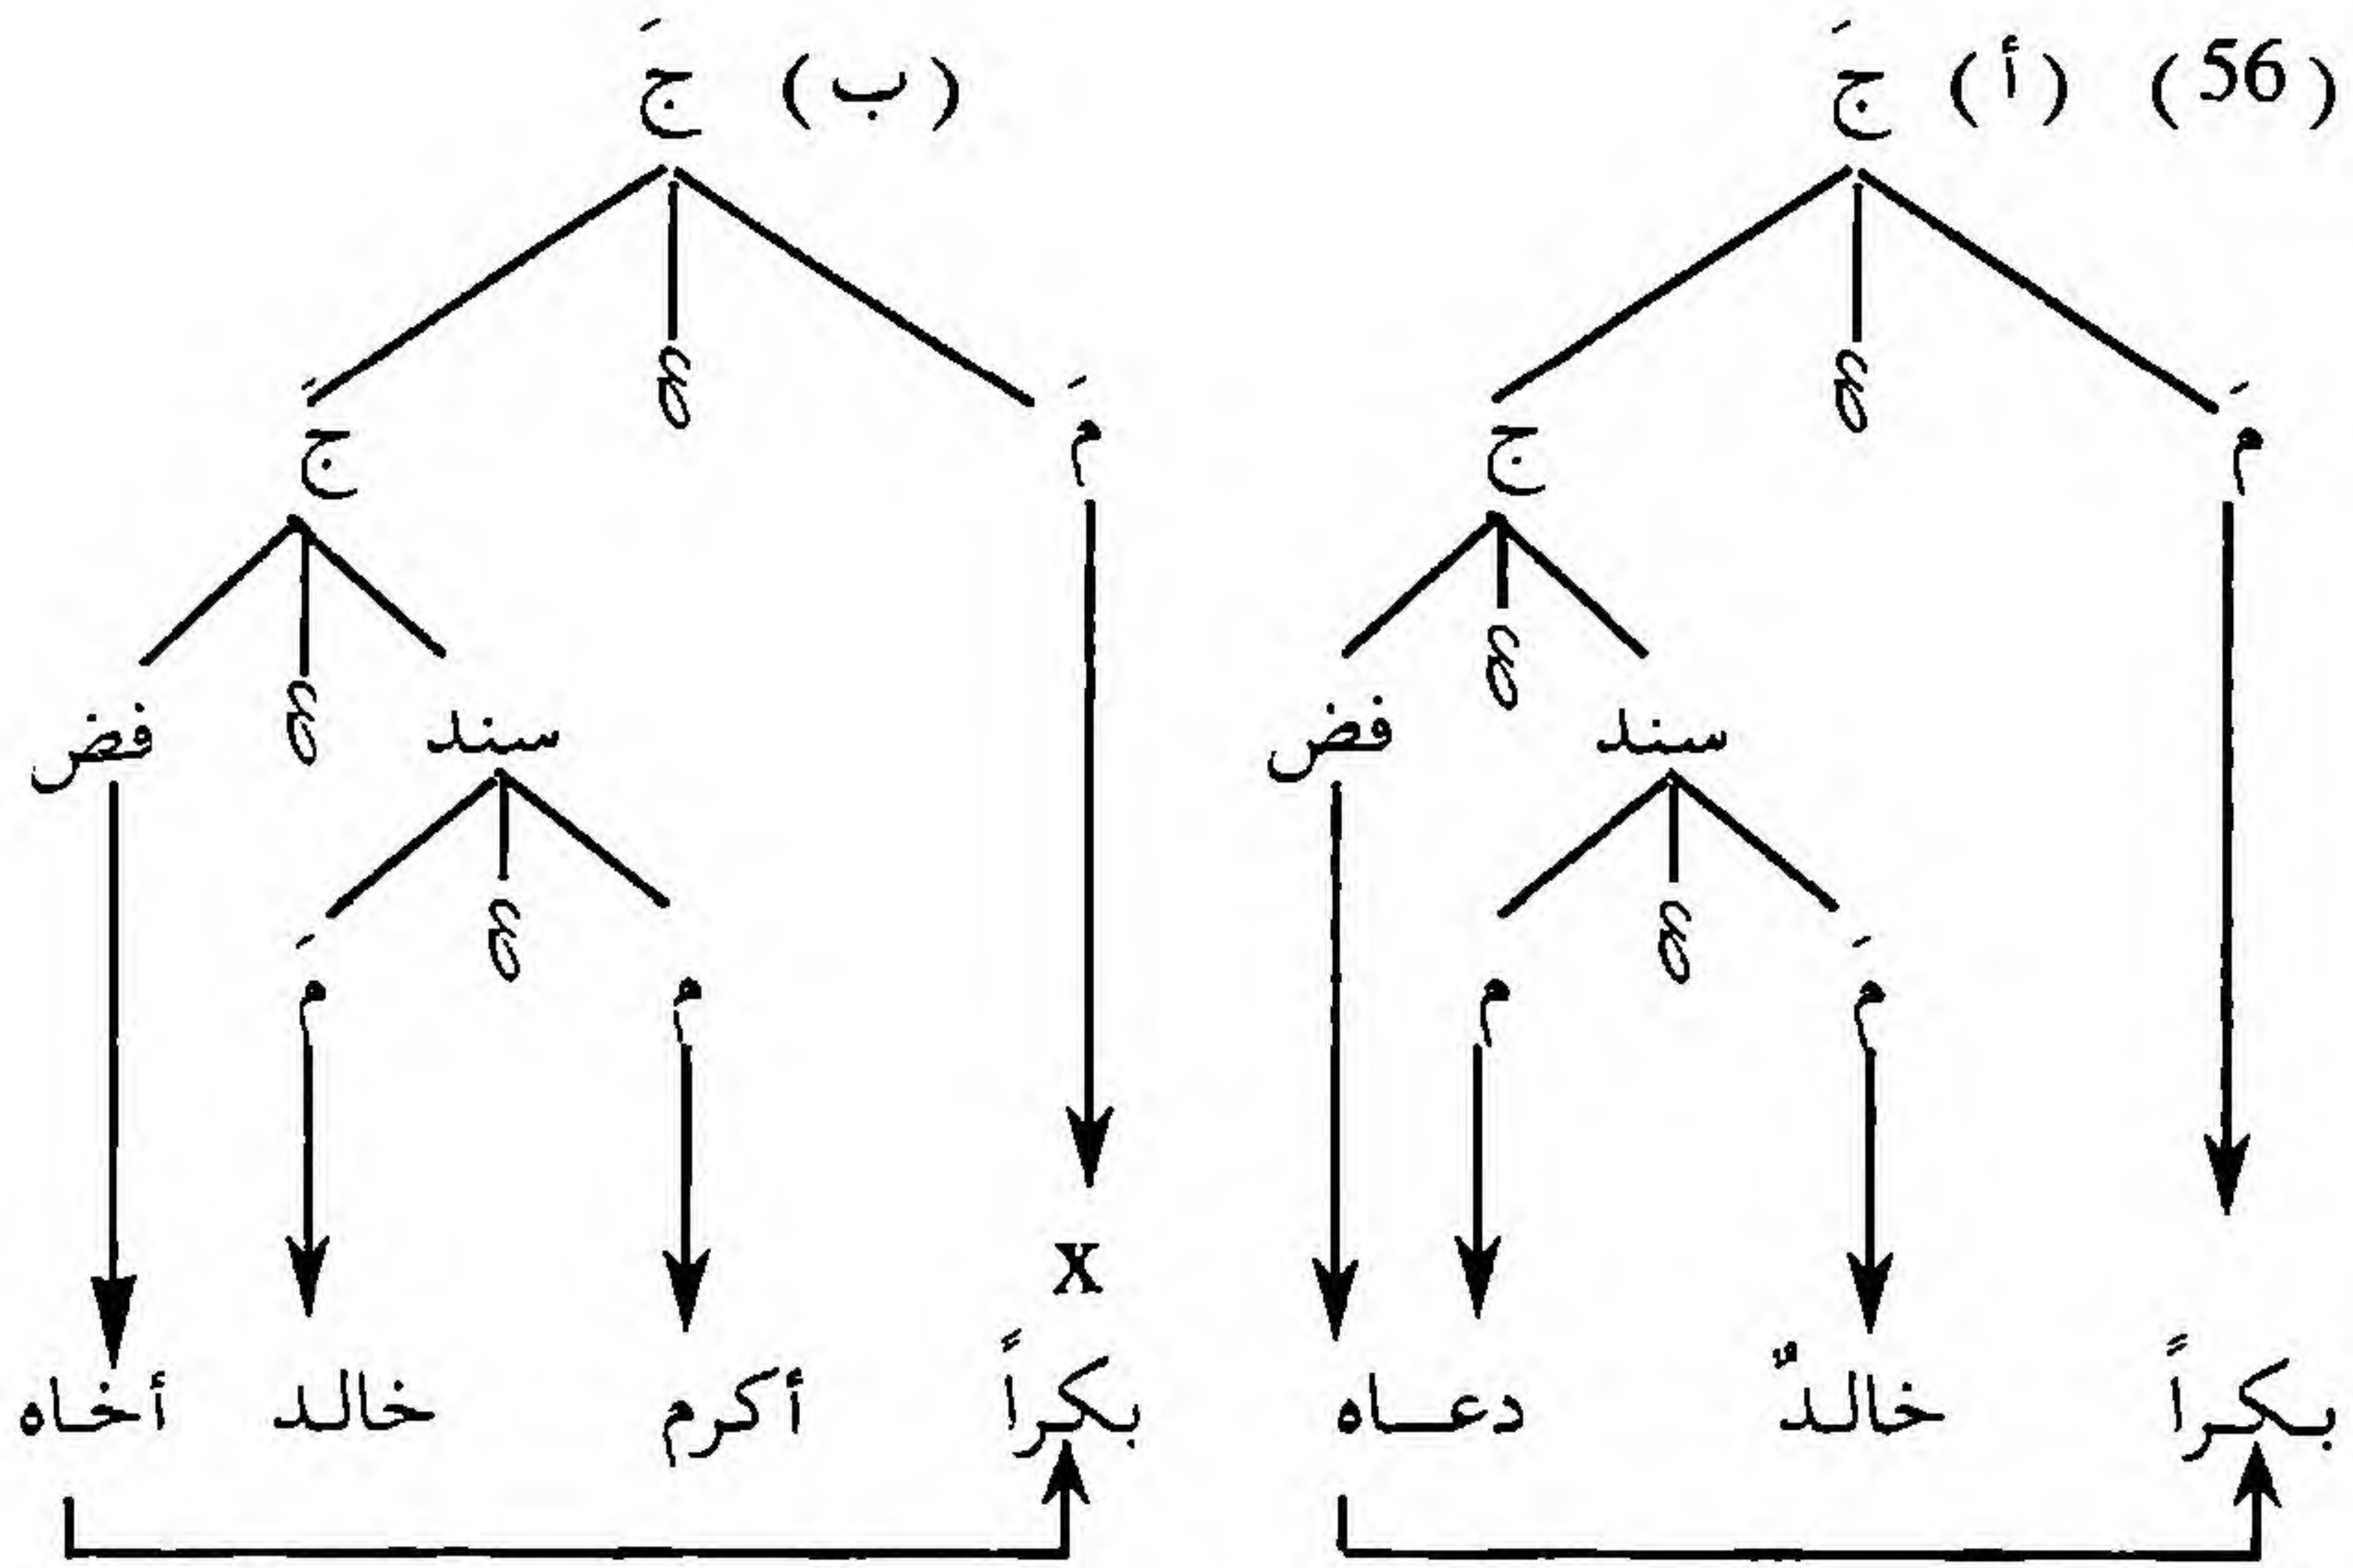 (56) (أ) جَ (ب) جَ
مَ ج مَ ج
سند فض سند فض
مَ م م مَ
X
بكراً خالدٌ دعاه بكراً أكرم خالد أخاه